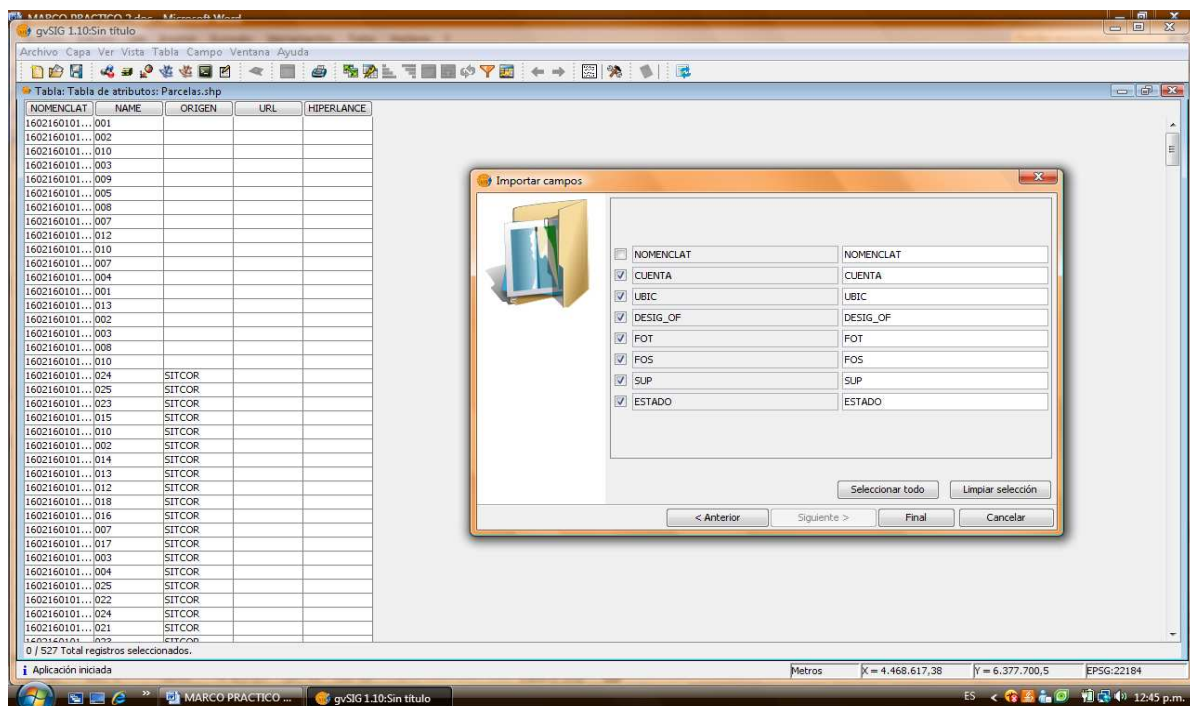 MARCO PRACTICO 2.doc - Microsoft Word
gvSIG 1.10:Sin título
Archivo Capa Ver Vista Tabla Campo Ventana Ayuda
Tabla: Tabla de atributos: Parcelas.shp
NOMENCLAT NAME ORIGEN URL HIPERLANCE
1602160101... 001
1602160101... 002
1602160101... 010
1602160101... 003
1602160101... 009
1602160101... 005
1602160101... 008
1602160101... 007
1602160101... 012
1602160101... 010
1602160101... 007
1602160101... 004
1602160101... 001
1602160101... 013
1602160101... 002
1602160101... 003
1602160101... 008
1602160101... 010
1602160101... 024 SITCOR
1602160101... 025 SITCOR
1602160101... 023 SITCOR
1602160101... 015 SITCOR
1602160101... 010 SITCOR
1602160101... 002 SITCOR
1602160101... 014 SITCOR
1602160101... 013 SITCOR
1602160101... 012 SITCOR
1602160101... 018 SITCOR
1602160101... 016 SITCOR
1602160101... 007 SITCOR
1602160101... 017 SITCOR
1602160101... 003 SITCOR
1602160101... 004 SITCOR
1602160101... 025 SITCOR
1602160101... 022 SITCOR
1602160101... 024 SITCOR
1602160101... 021 SITCOR
1602160101... 023 SITCOR
Importar campos
NOMENCLAT NOMENCLAT
CUENTA CUENTA
UBIC UBIC
DESIG_OF DESIG_OF
FOT FOT
FOS FOS
SUP SUP
ESTADO ESTADO
Seleccionar todo Limpiar selección
< Anterior Siguiente > Final Cancelar
0 / 527 Total registros seleccionados.
Aplicación iniciada Metros X = 4.468.617,38 Y = 6.377.700,5 EPSG:22184
MARCO PRACTICO ... gvSIG 1.10:Sin título ES 12:45 p.m.